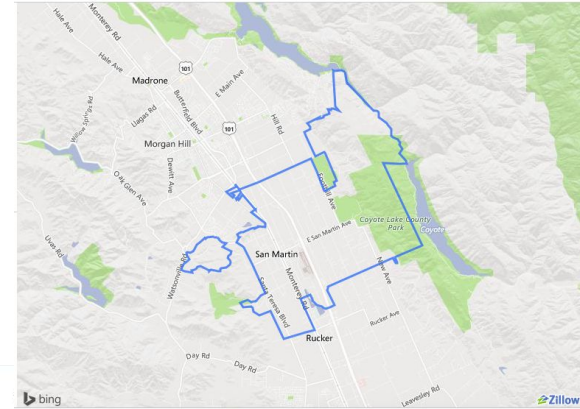 Hale Ave
Monterey Rd
Hale Ave
101
Madrone
E Main Ave
Butterfield Blvd
Willow Springs Rd
Llagas Rd
Hill Rd
101
Morgan Hill
Dewitt Ave
Oak Glen Ave
Foothill Ave
Coyote Lake County
Park
Coyote
E San Martin Ave
Uvas Rd
San Martin
Watsonville Rd
New Ave
Monterey Rd
Santa Teresa Blvd
Rucker Ave
Rucker
Day Rd
Day Rd
Leavesley Rd
bing
Zillow